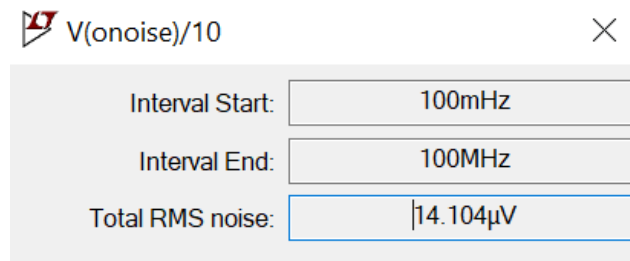 V(onoise)/10
Interval Start: 100mHz
Interval End: 100MHz
Total RMS noise: 14.104µV